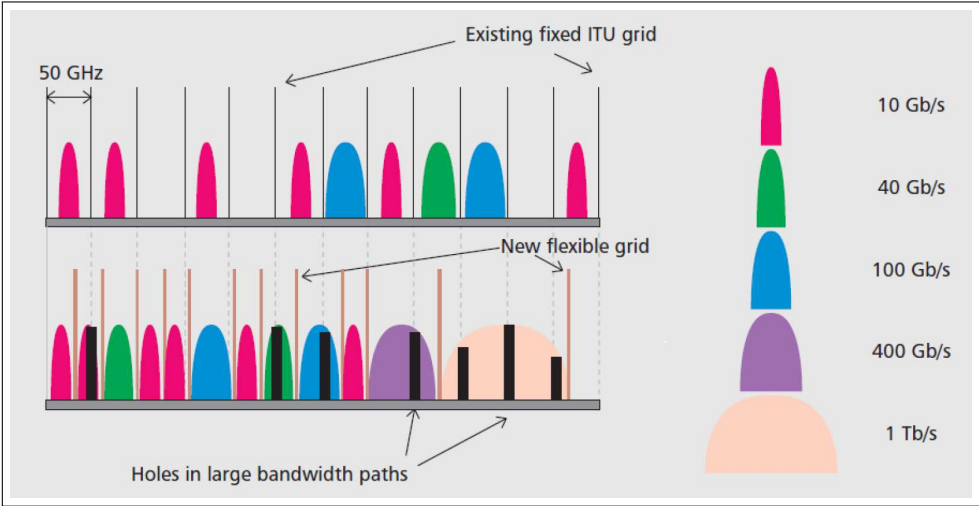 Existing fixed ITU grid
50 GHz
10 Gb/s
40 Gb/s
New flexible grid
100 Gb/s
400 Gb/s
1 Tb/s
Holes in large bandwidth paths